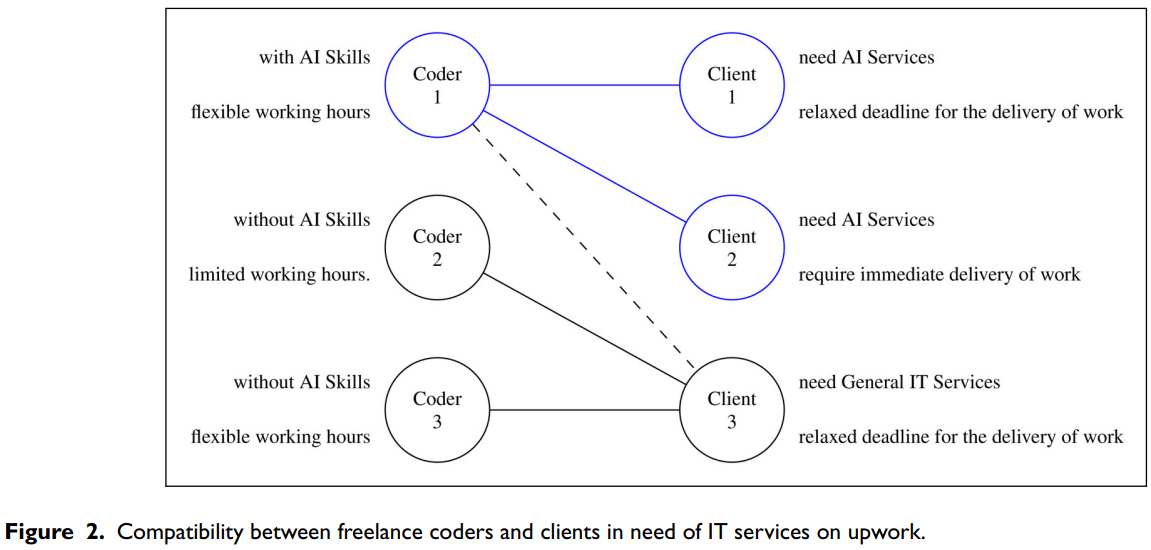 with AI Skills
flexible working hours
Coder
1
Client
1
need AI Services
relaxed deadline for the delivery of work
without AI Skills
limited working hours.
Coder
2
Client
2
need AI Services
require immediate delivery of work
without AI Skills
flexible working hours
Coder
3
Client
3
need General IT Services
relaxed deadline for the delivery of work
Figure 2. Compatibility between freelance coders and clients in need of IT services on upwork.